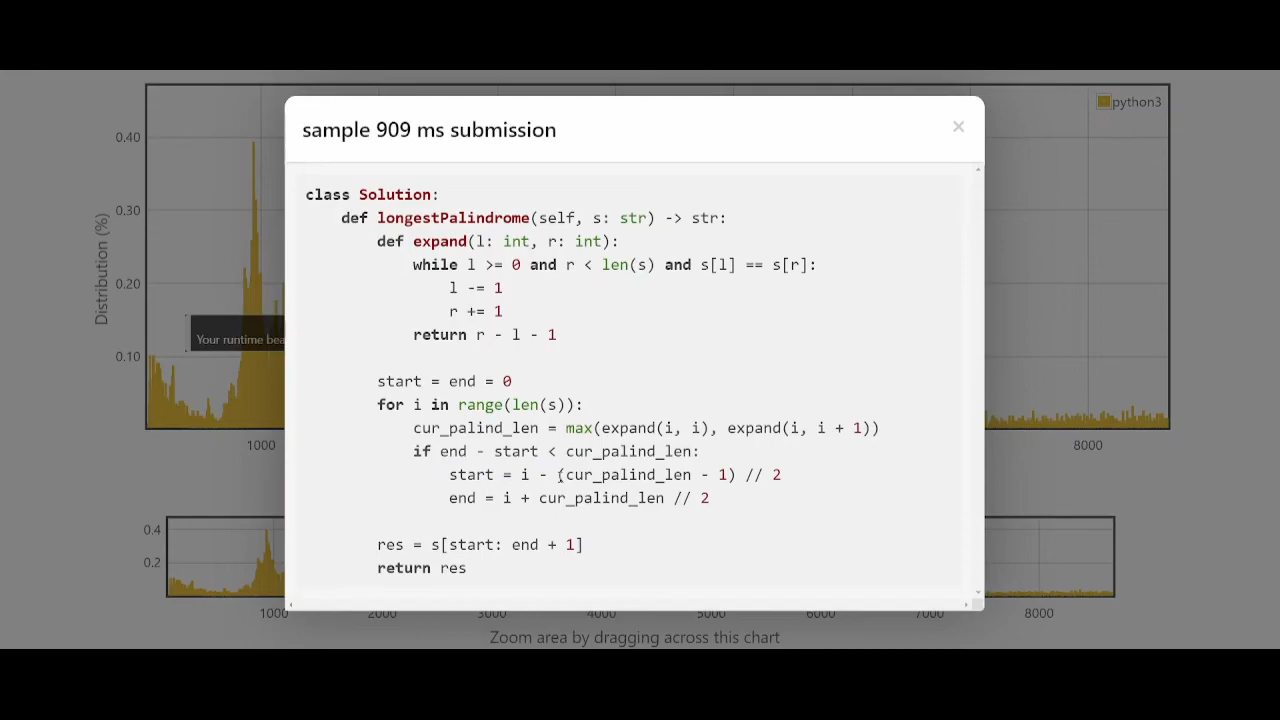 sample 909 ms submission
×
class Solution:
def longestPalindrome(self, s: str) -> str:
def expand(l: int, r: int):
while l >= 0 and r < len(s) and s[l] == s[r]:
l -= 1
r += 1
return r - l - 1
start = end = 0
for i in range(len(s)):
cur_palind_len = max(expand(i, i), expand(i, i + 1))
if end - start < cur_palind_len:
start = i - (cur_palind_len - 1) // 2
end = i + cur_palind_len // 2
res = s[start: end + 1]
return res
python3
0.40
0.30
0.20
0.10
Distribution (%)
Your runtime bea
1000
8000
0.4
0.2
1000 2000 3000 4000 5000 6000 7000 8000
Zoom area by dragging across this chart